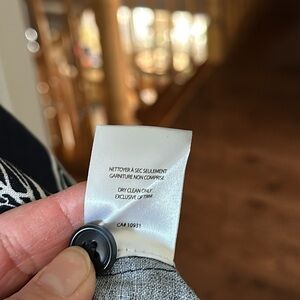 NETTOYER À SEC SEULEMENT
GARNITURE NON COMPRISE
DRY CLEAN ONLY
EXCLUSIVE OF TRIM
CA# 10931